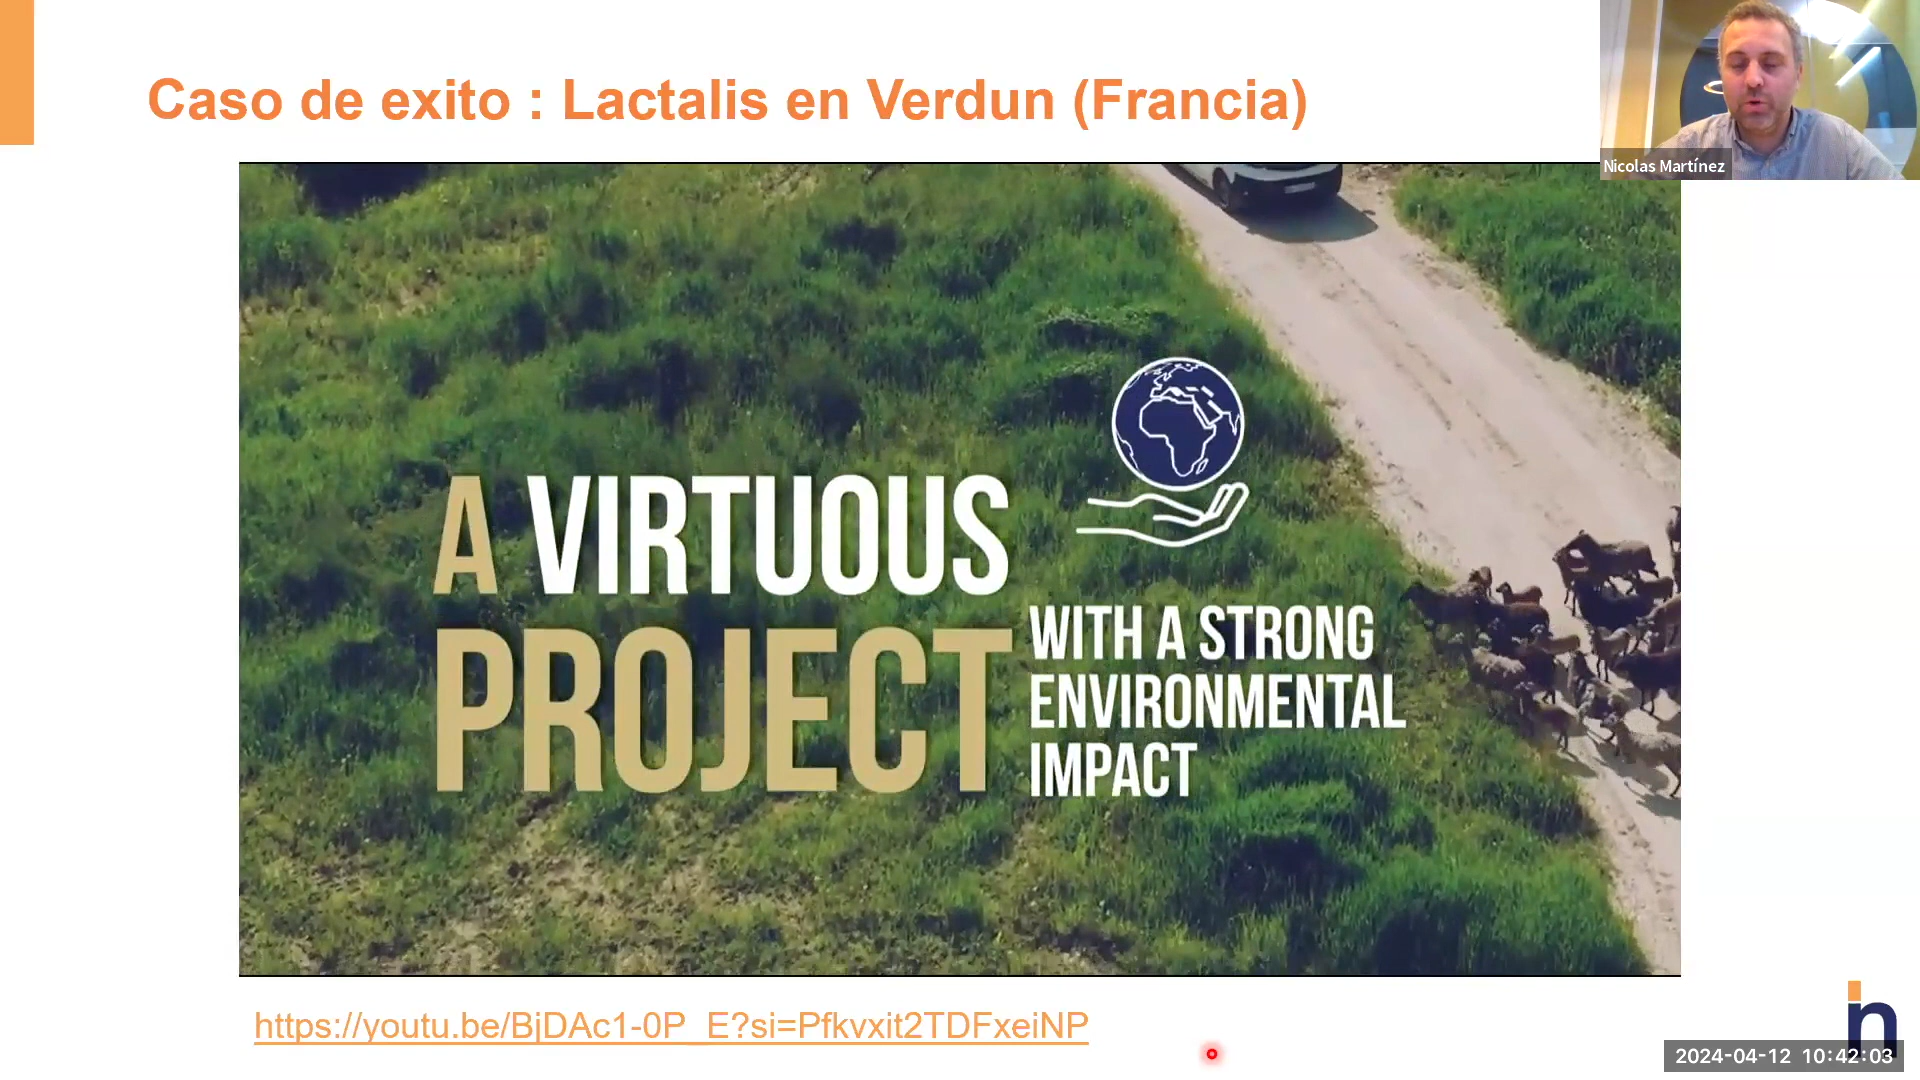 Caso de exito : Lactalis en Verdun (Francia)
Nicolas Martínez
A VIRTUOUS
PROJECT
WITH A STRONG
ENVIRONMENTAL
IMPACT
https://youtu.be/BjDAc1-0P_E?si=Pfkvxit2TDFxeiNP
in
2024-04-12 10:42:03